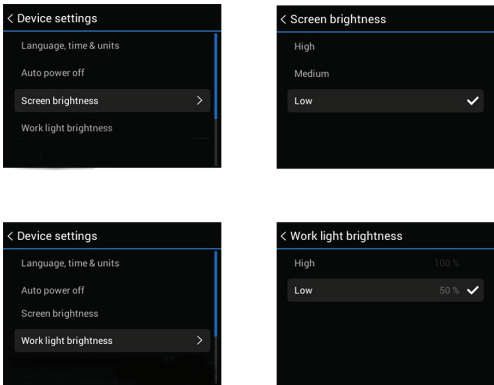 Device settings
Language, time & units
Auto power off
Screen brightness
Work light brightness
Screen brightness
High
Medium
Low
Device settings
Language, time & units
Auto power off
Screen brightness
Work light brightness
Work light brightness
High 100 %
Low 50 %